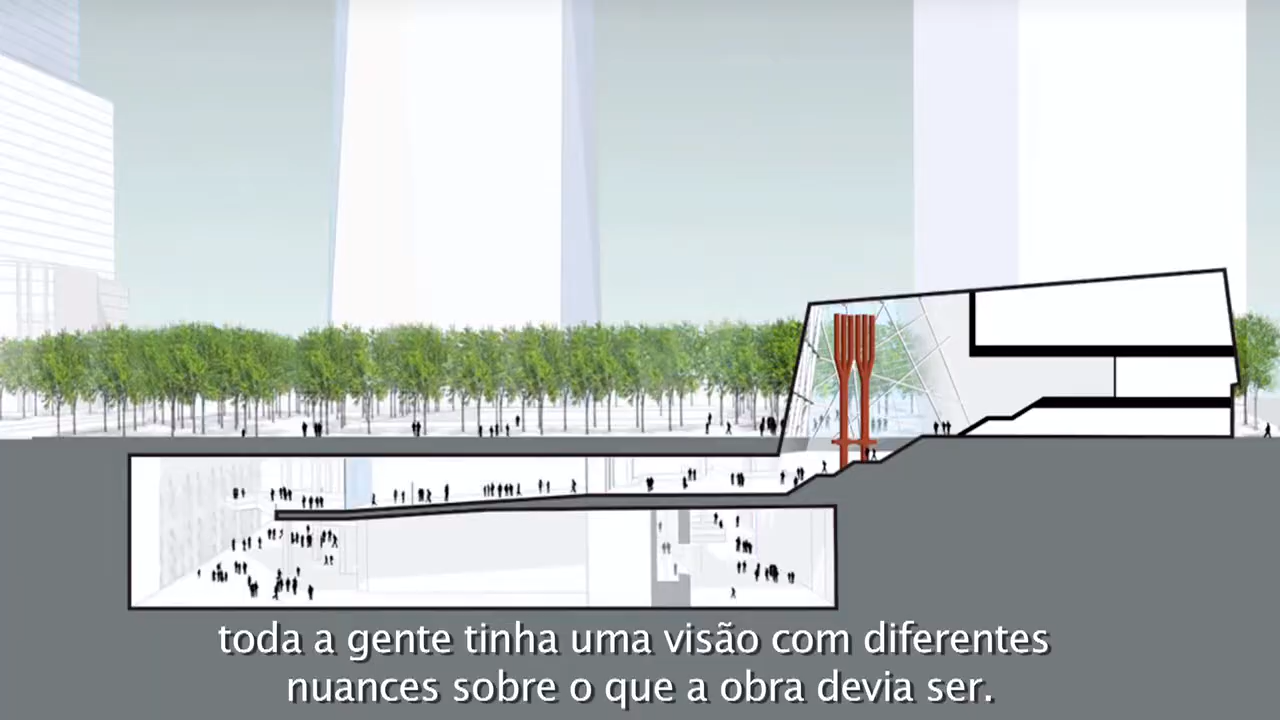 toda a gente tinha uma visão com diferentes
nuances sobre o que a obra devia ser.